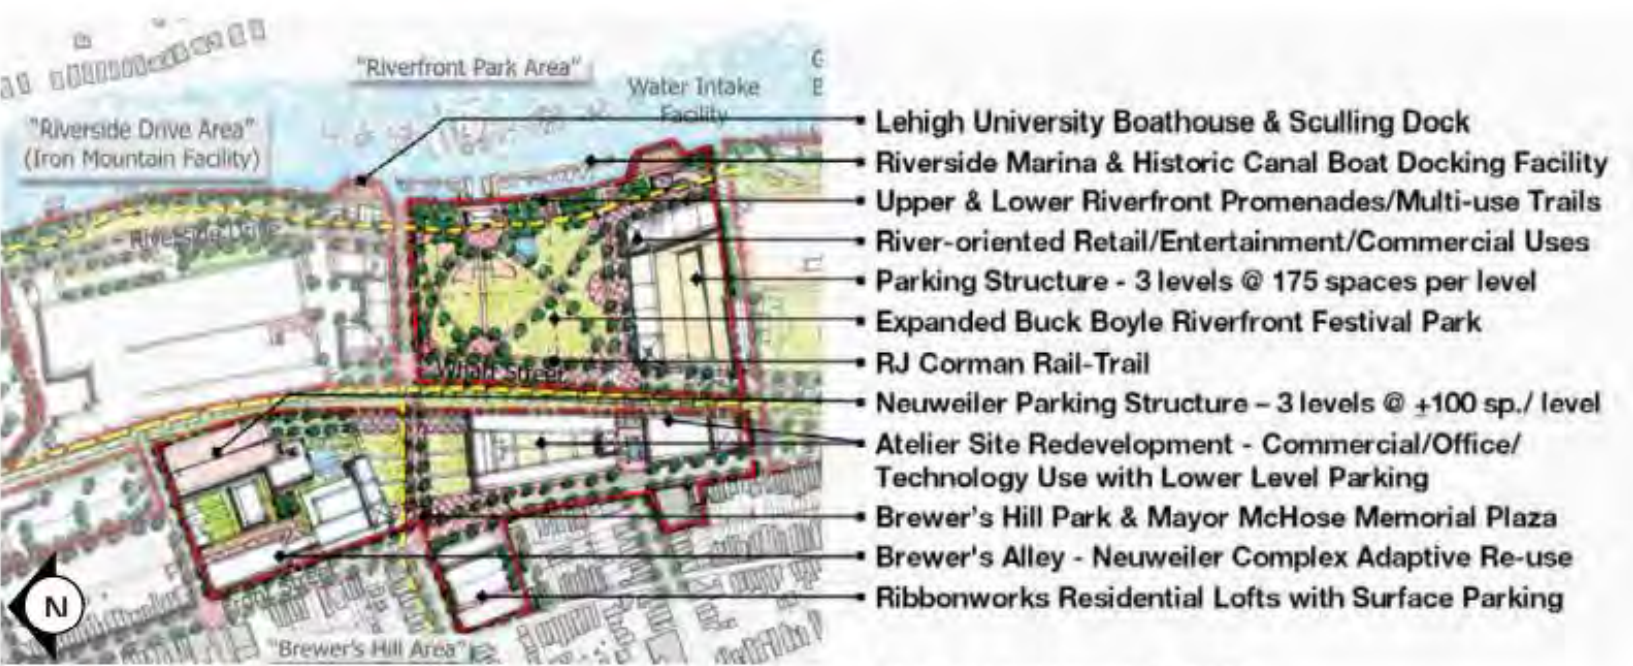 "Riverfront Park Area"
Water Intake
Facility
"Riverside Drive Area"
(Iron Mountain Facility)
Riverside Drive
Wharf Street
"Brewer's Hill Area"
N
Lehigh University Boathouse & Sculling Dock
Riverside Marina & Historic Canal Boat Docking Facility
Upper & Lower Riverfront Promenades/Multi-use Trails
River-oriented Retail/Entertainment/Commercial Uses
Parking Structure - 3 levels @ 175 spaces per level
Expanded Buck Boyle Riverfront Festival Park
RJ Corman Rail-Trail
Neuweiler Parking Structure – 3 levels @ ±100 sp./ level
Atelier Site Redevelopment - Commercial/Office/
Technology Use with Lower Level Parking
Brewer's Hill Park & Mayor McHose Memorial Plaza
Brewer's Alley - Neuweiler Complex Adaptive Re-use
Ribbonworks Residential Lofts with Surface Parking